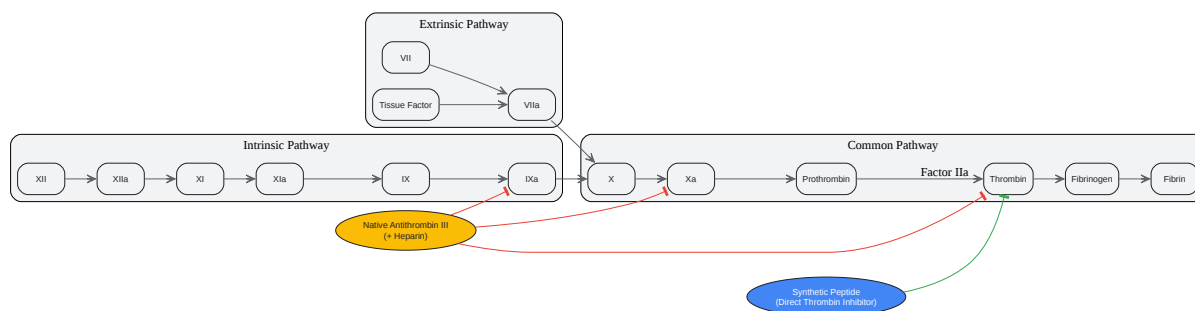 Extrinsic Pathway
VII
Tissue Factor
VIIa
Intrinsic Pathway
XII
XIIa
XI
XIa
IX
IXa
Common Pathway
X
Xa
Prothrombin
Factor IIa
Thrombin
Fibrinogen
Fibrin
Native Antithrombin III
(+ Heparin)
Synthetic Peptide
(Direct Thrombin Inhibitor)